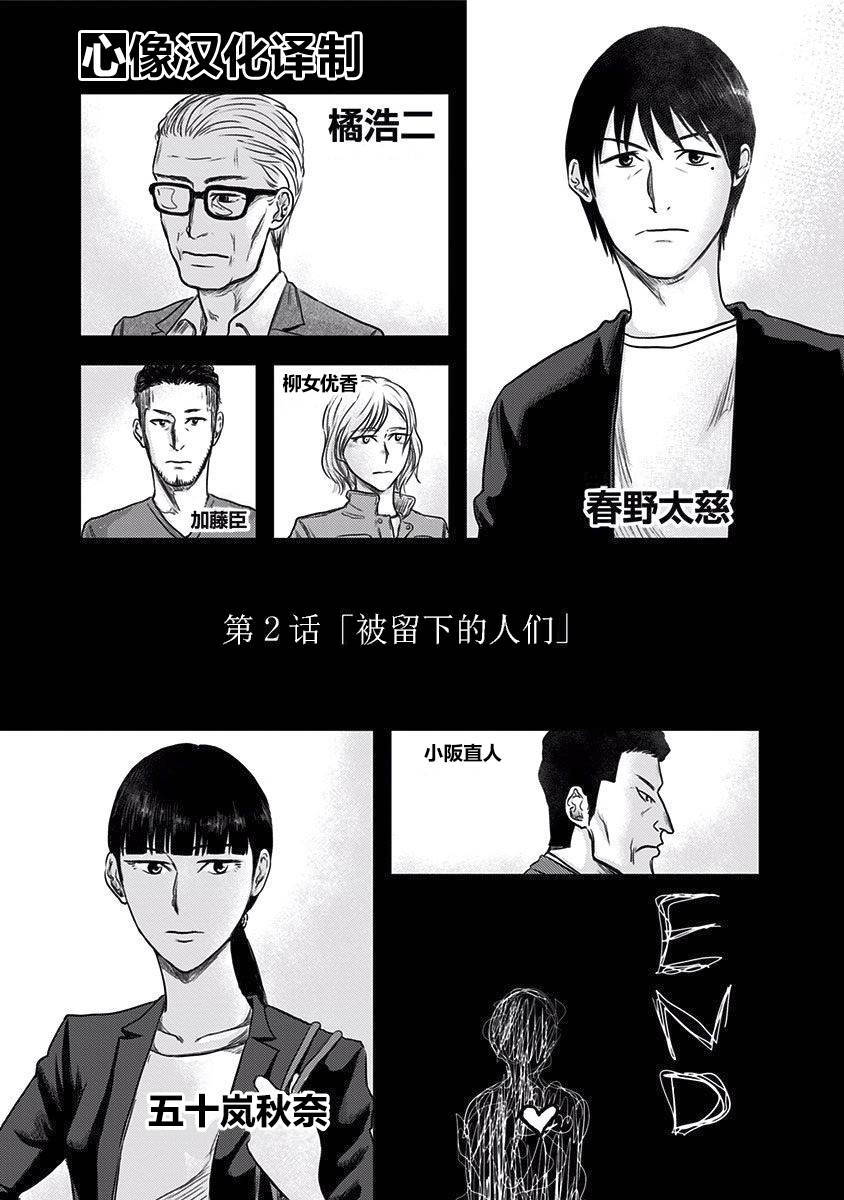 心像汉化译制
橘浩二
柳女优香
加藤臣
春野太慈
第2话「被留下的人们」
小阪直人
END
五十岚秋奈